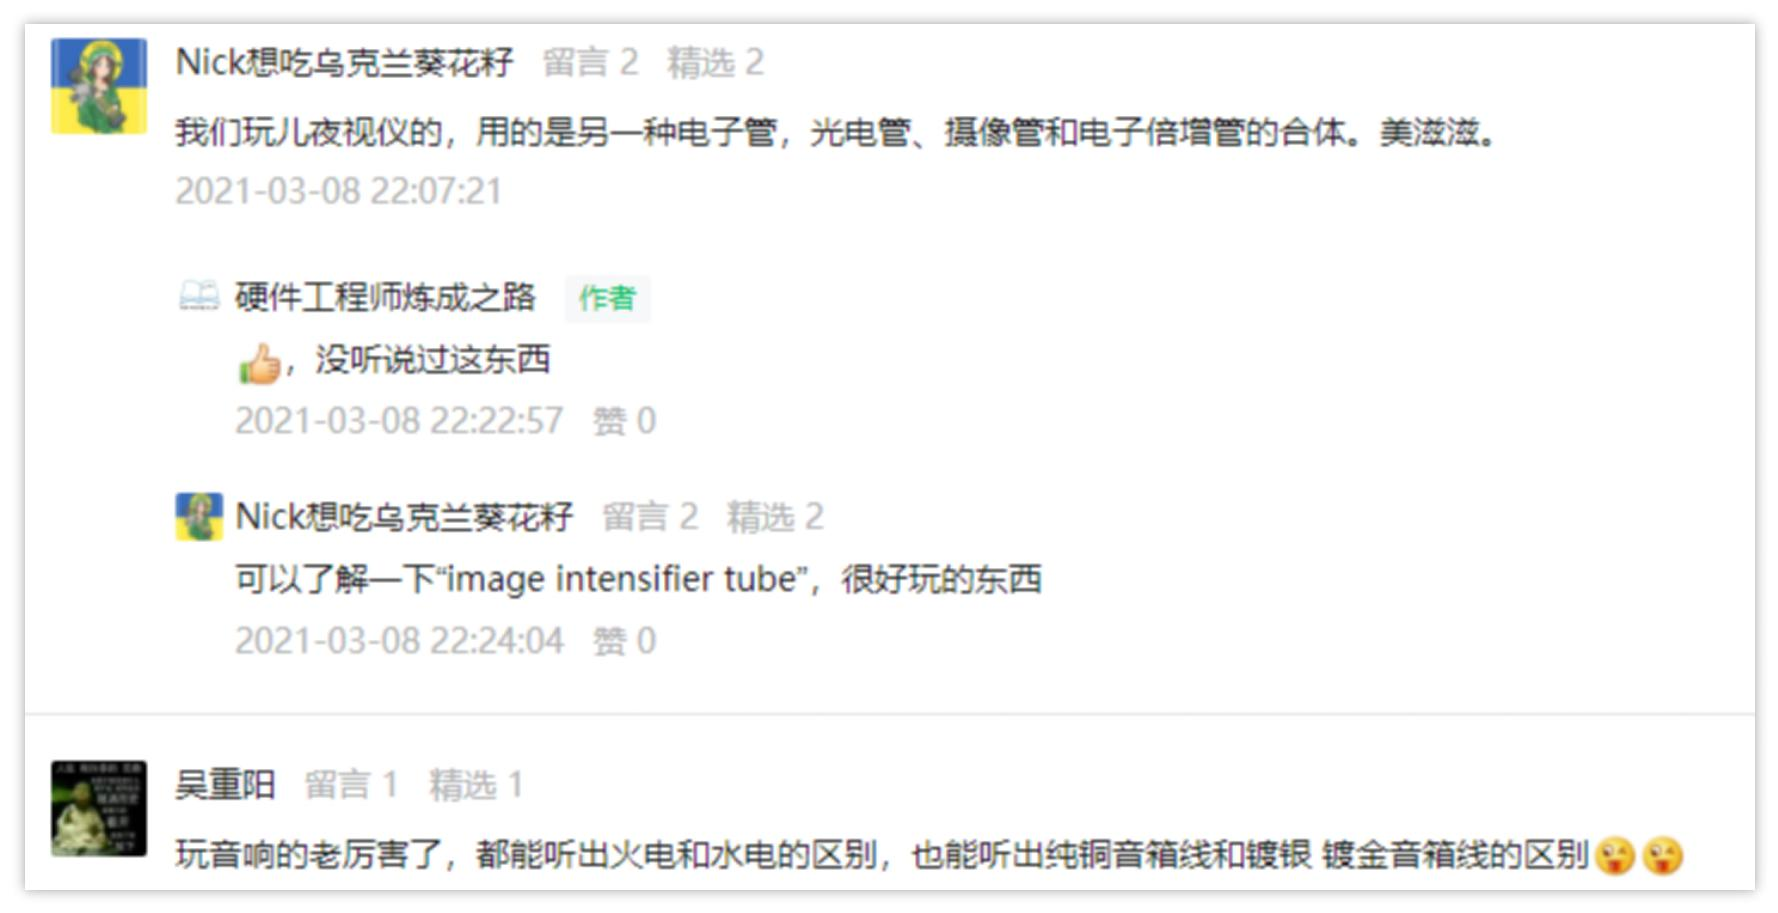 Nick想吃乌克兰葵花籽 留言 2 精选 2
我们玩儿夜视仪的，用的是另一种电子管，光电管、摄像管和电子倍增管的合体。美滋滋。
2021-03-08 22:07:21
硬件工程师炼成之路 作者
👍，没听说过这东西
2021-03-08 22:22:57 赞 0
Nick想吃乌克兰葵花籽 留言 2 精选 2
可以了解一下“image intensifier tube”，很好玩的东西
2021-03-08 22:24:04 赞 0
吴重阳 留言 1 精选 1
玩音响的老厉害了，都能听出火电和水电的区别，也能听出纯铜音箱线和镀银 镀金音箱线的区别😜😜